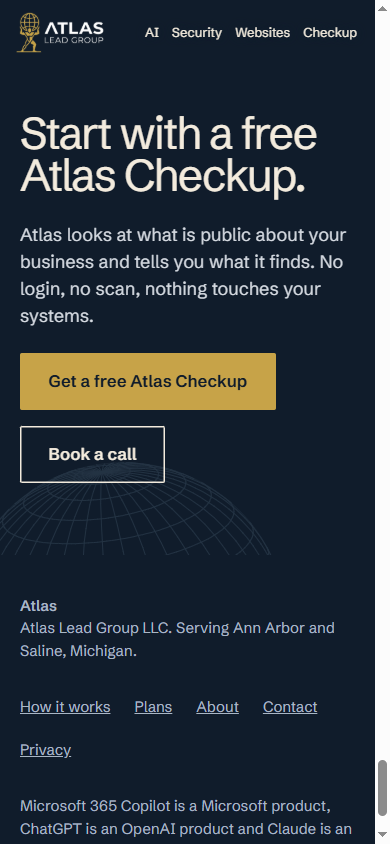 ATLAS
LEAD GROUP
AI Security Websites Checkup
Start with a free
Atlas Checkup.
Atlas looks at what is public about your
business and tells you what it finds. No
login, no scan, nothing touches your
systems.
Get a free Atlas Checkup
Book a call
Atlas
Atlas Lead Group LLC. Serving Ann Arbor and
Saline, Michigan.
How it works Plans About Contact
Privacy
Microsoft 365 Copilot is a Microsoft product,
ChatGPT is an OpenAI product and Claude is an